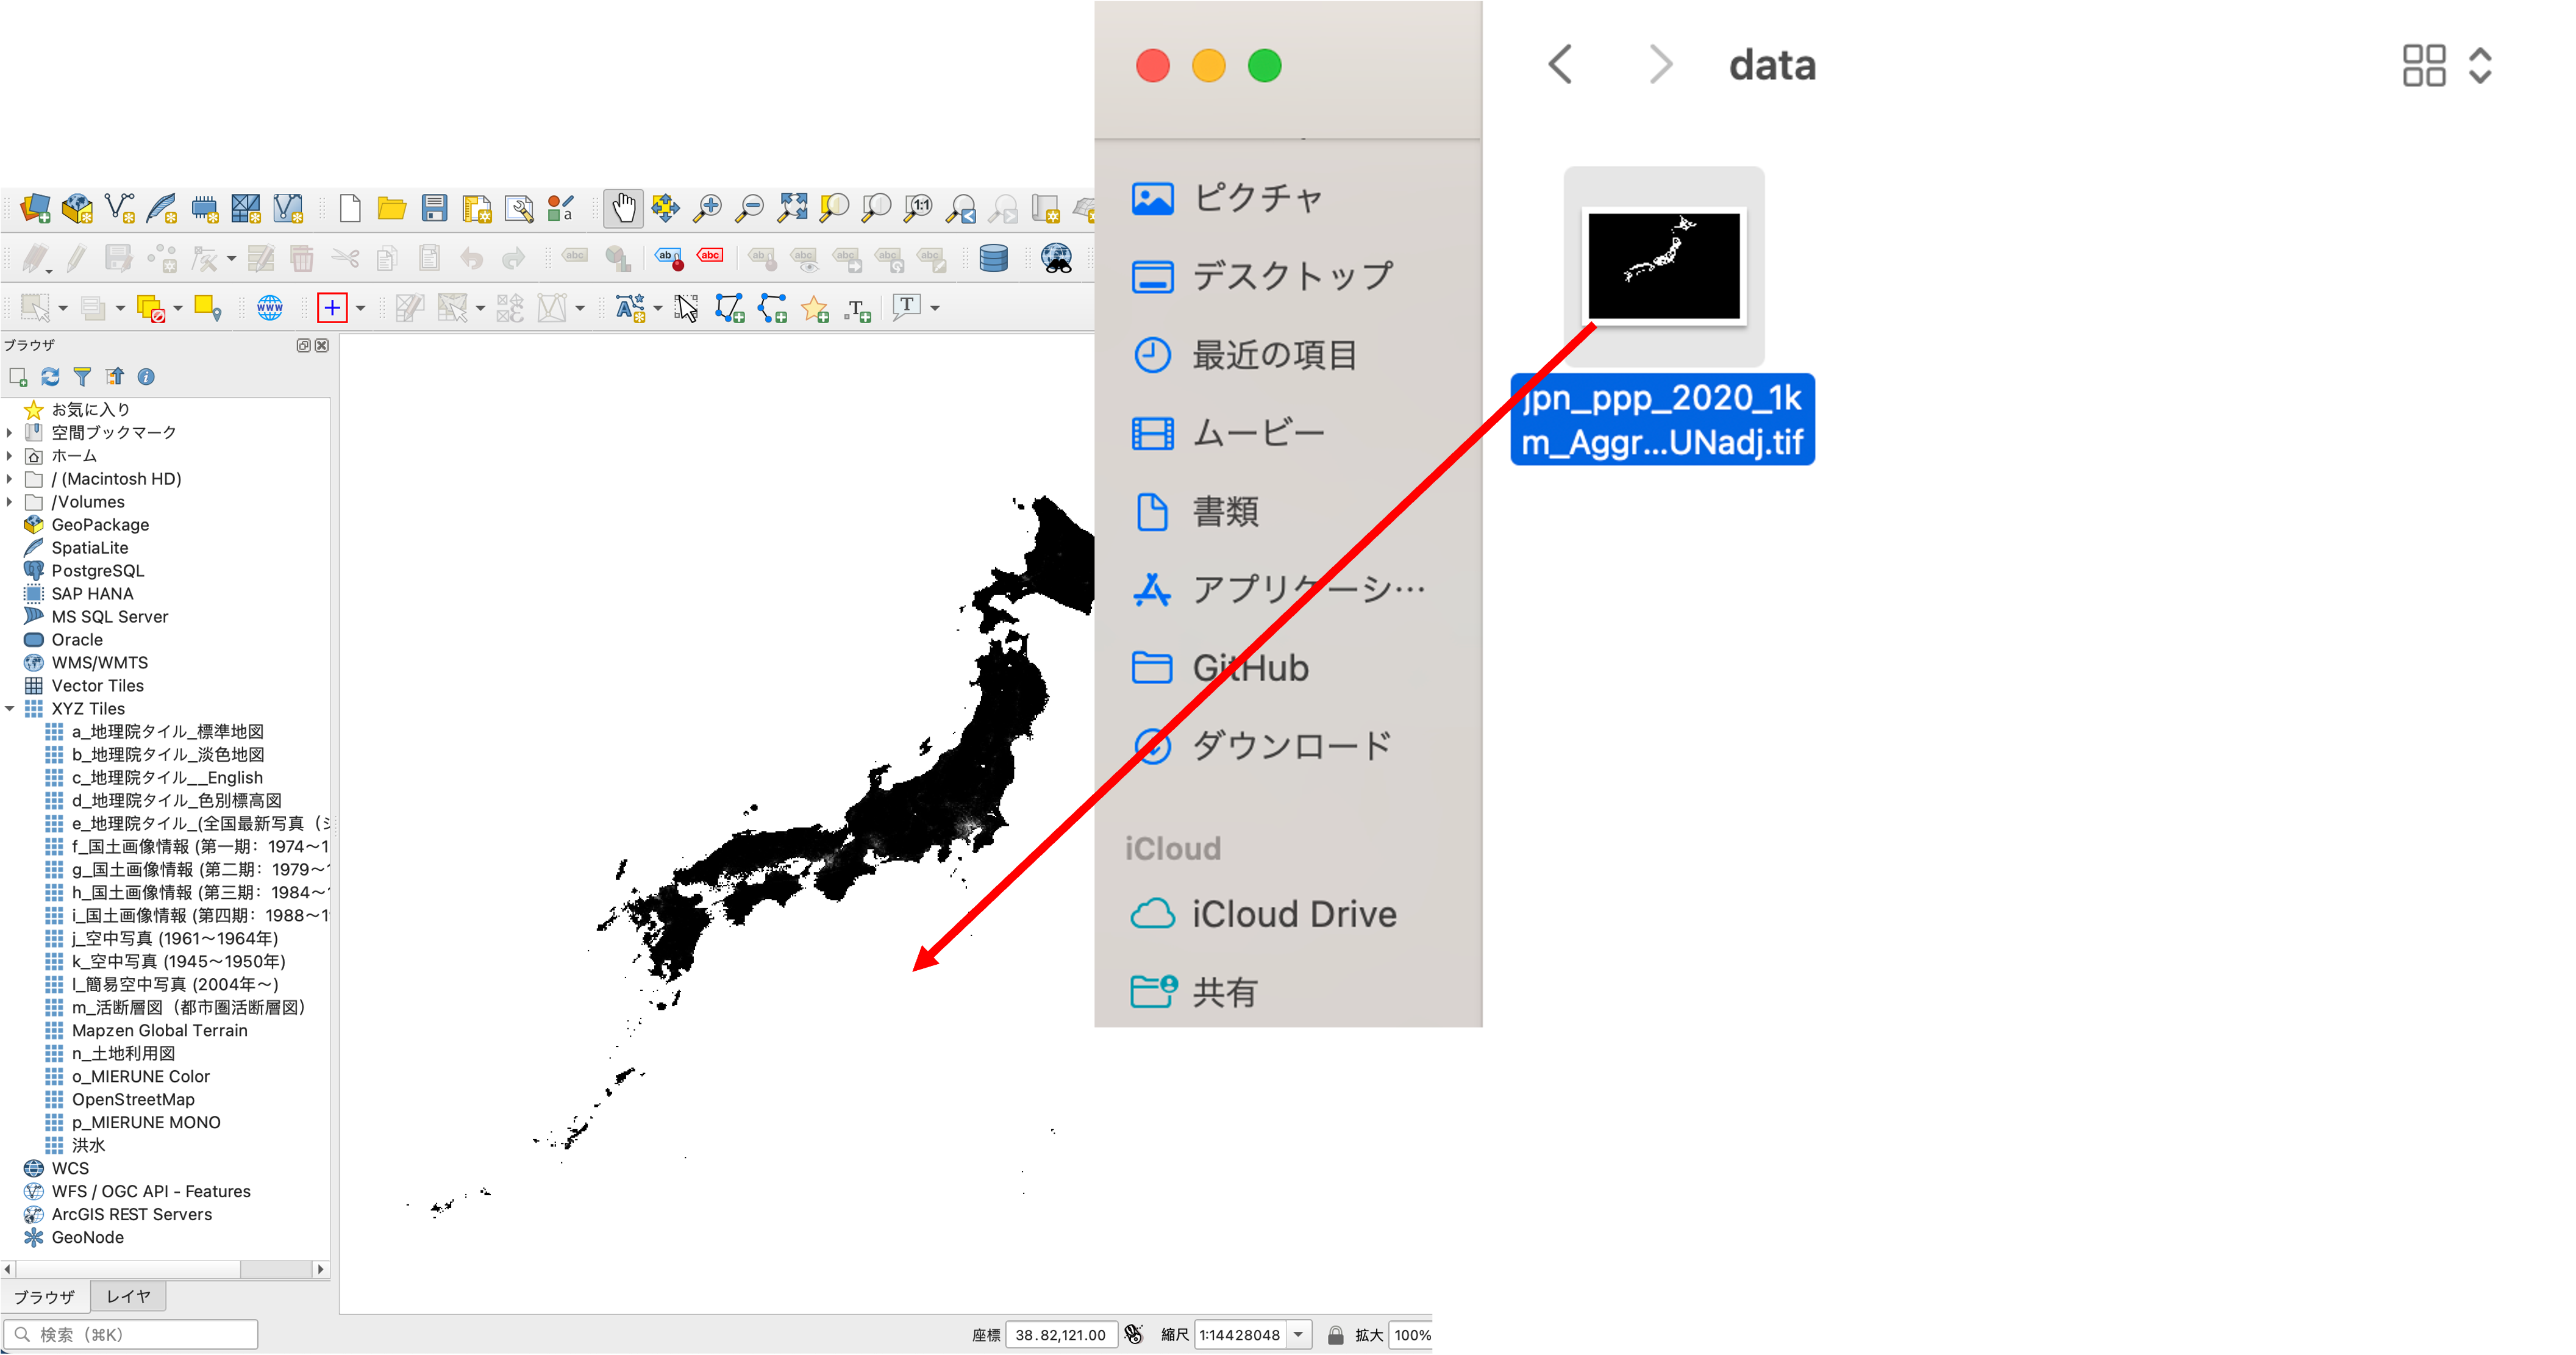 data
ピクチャ
デスクトップ
最近の項目
ムービー
書類
アプリケーシ…
GitHub
ダウンロード
iCloud
iCloud Drive
共有
jpn_ppp_2020_1k
m_Aggr...UNadj.tif
ブラウザ
お気に入り
空間ブックマーク
ホーム
/ (Macintosh HD)
/Volumes
GeoPackage
SpatiaLite
PostgreSQL
SAP HANA
MS SQL Server
Oracle
WMS/WMTS
Vector Tiles
XYZ Tiles
a_地理院タイル_標準地図
b_地理院タイル_淡色地図
c_地理院タイル__English
d_地理院タイル_色別標高図
e_地理院タイル_(全国最新写真（シ
f_国土画像情報 (第一期：1974～1
g_国土画像情報 (第二期：1979～1
h_国土画像情報 (第三期：1984～1
i_国土画像情報 (第四期：1988～1
j_空中写真 (1961～1964年)
k_空中写真 (1945～1950年)
l_簡易空中写真 (2004年～)
m_活断層図（都市圏活断層図）
Mapzen Global Terrain
n_土地利用図
o_MIERUNE Color
OpenStreetMap
p_MIERUNE MONO
洪水
WCS
WFS / OGC API - Features
ArcGIS REST Servers
GeoNode
ブラウザ レイヤ
検索（⌘K） 座標 38.82,121.00 縮尺 1:14428048 拡大 100%